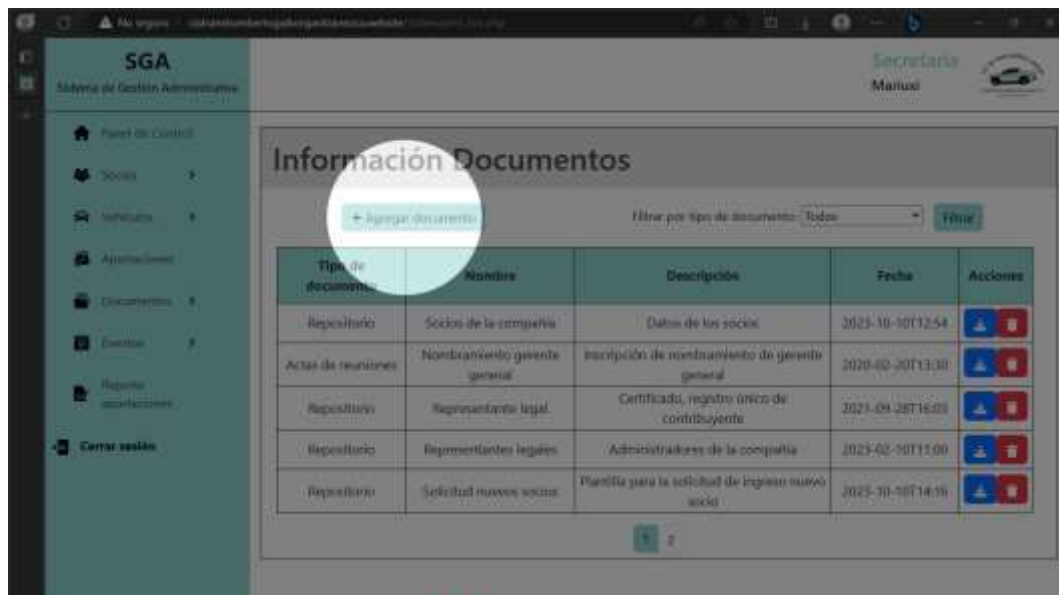 No seguro
SGA
Sistema de Gestión Administrativa
Secretaria
Mariuxi
Panel de Control
Socios
Vehículos
Aportaciones
Documentos
Eventos
Reporte
aportaciones
Cerrar sesión
Información Documentos
+ Agregar documento
Filtrar por tipo de documento: Todos Filtrar
Tipo de documento Nombre Descripción Fecha Acciones
Repositorio Socios de la compañía Datos de los socios 2023-10-10T12:54
Actas de reuniones Nombramiento gerente general Inscripción de nombramiento de gerente general 2020-02-20T13:30
Repositorio Representante legal Certificado, registro único de contribuyente 2021-09-28T16:03
Repositorio Representantes legales Administradores de la compañía 2023-02-10T11:00
Repositorio Solicitud nuevos socios Plantilla para la solicitud de ingreso nuevo socio 2023-10-10T14:16
1 2